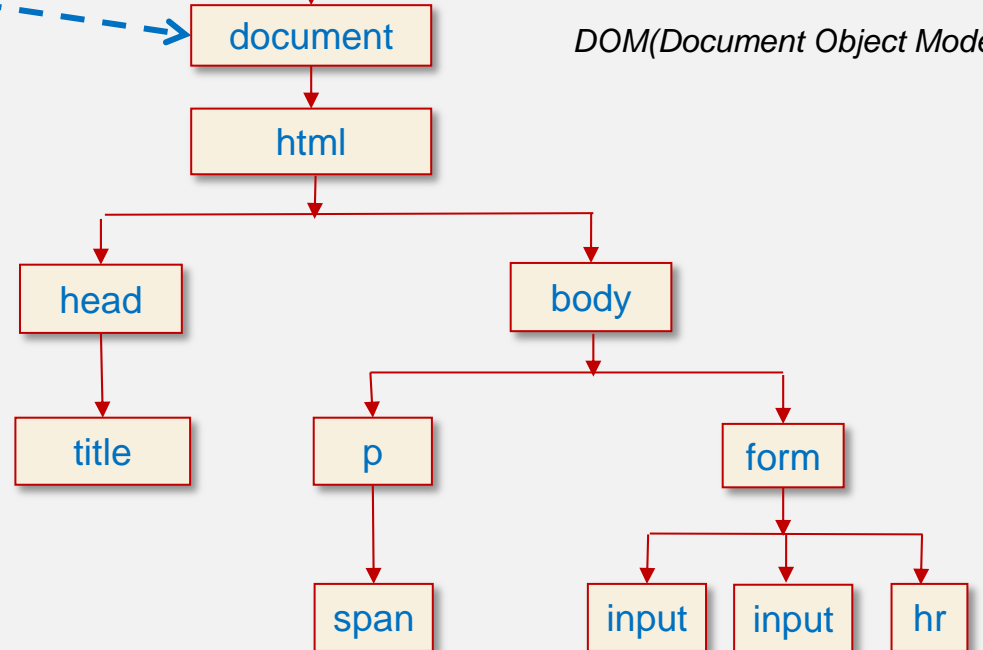 document
DOM(Document Object Mode
html
head
body
title
p
form
span
input
input
hr